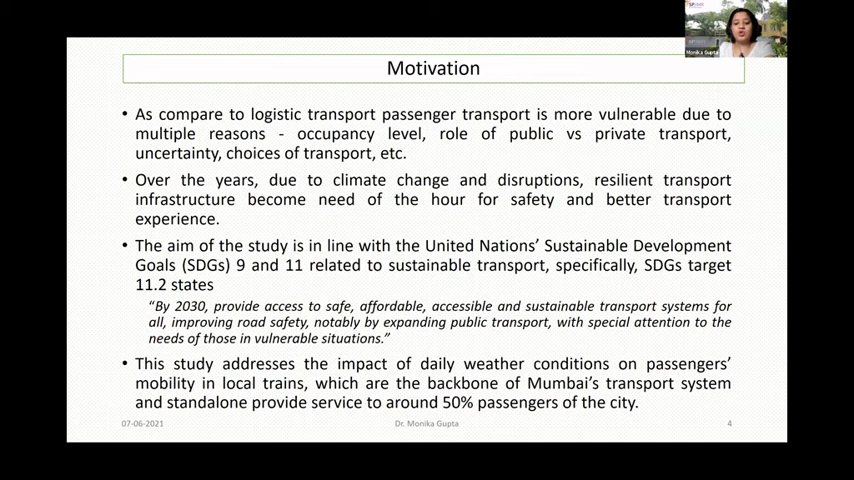 Monika Gupta
Motivation
• As compare to logistic transport passenger transport is more vulnerable due to
multiple reasons - occupancy level, role of public vs private transport,
uncertainty, choices of transport, etc.
• Over the years, due to climate change and disruptions, resilient transport
infrastructure become need of the hour for safety and better transport
experience.
• The aim of the study is in line with the United Nations’ Sustainable Development
Goals (SDGs) 9 and 11 related to sustainable transport, specifically, SDGs target
11.2 states
“By 2030, provide access to safe, affordable, accessible and sustainable transport systems for
all, improving road safety, notably by expanding public transport, with special attention to the
needs of those in vulnerable situations.”
• This study addresses the impact of daily weather conditions on passengers’
mobility in local trains, which are the backbone of Mumbai’s transport system
and standalone provide service to around 50% passengers of the city.
07-06-2021 Dr. Monika Gupta 4